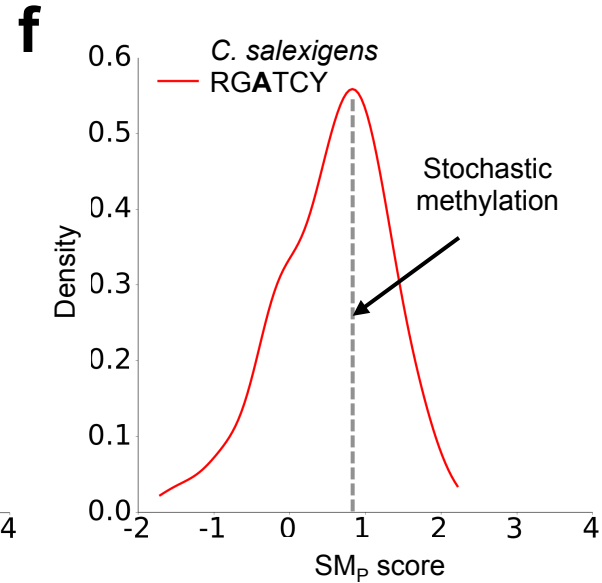 f
C. salexigens
RGATCY
0.6
0.5
0.4
0.3
0.2
0.1
0.0
Density
Stochastic
methylation
4
-2 -1 0 1 2 3 4
SMP score